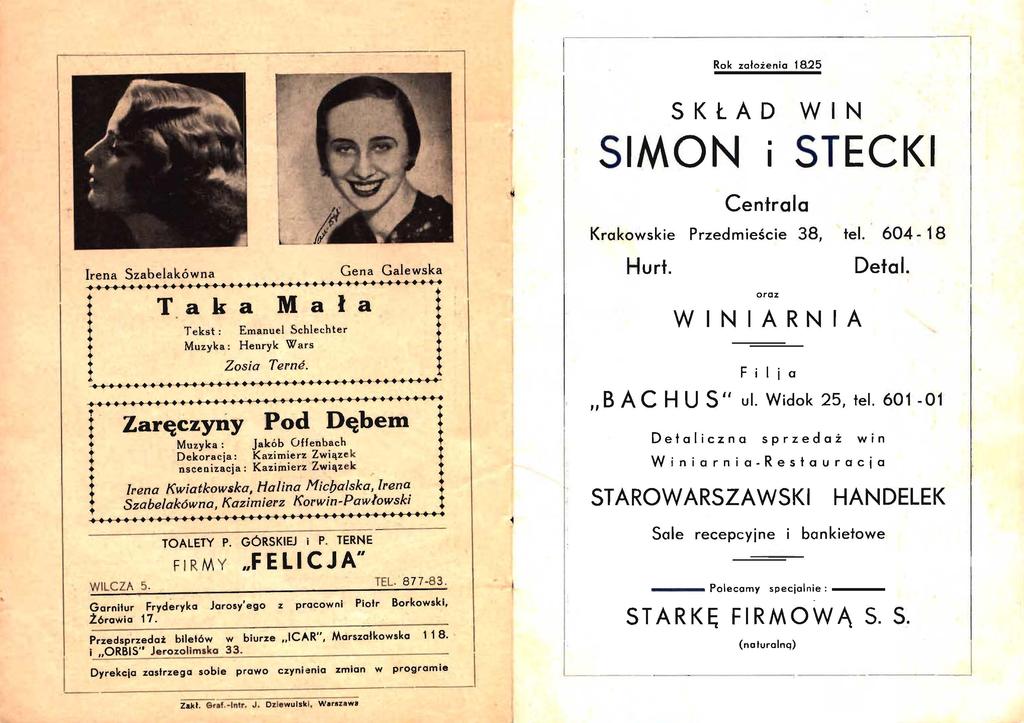 Irena Szabelakówna
Gena Galewska
Taka Mała
Tekst: Emanuel Schlechter
Muzyka: Henryk Wars
Zosia Terné.
Zaręczyny Pod Dębem
Muzyka: Jakób Offenbach
Dekoracja: Kazimierz Związek
nscenizacja: Kazimierz Związek
Irena Kwiatkowska, Halina Michalska, Irena
Szabelakówna, Kazimierz Korwin-Pawłowski
TOALETY P. GÓRSKIEJ i P. TERNE
FIRMY „FELICJA"
WILCZA 5. TEL. 877-83.
Garnitur Fryderyka Jarosy'ego z pracowni Piotr Borkowski,
Żórawia 17.
Przedsprzedaż biletów w biurze „ICAR", Marszałkowska 118.
i „ORBIS" Jerozolimska 33.
Dyrekcja zastrzega sobie prawo czynienia zmian w programie
Zakł. Graf.-Intr. J. Dziewulski, Warszawa
Rok założenia 1825
SKŁAD WIN
SIMON i STECKI
Centrala
Krakowskie Przedmieście 38, tel. 604-18
Hurt. Detal.
oraz
WINIARNIA
Filja
„BACHUS" ul. Widok 25, tel. 601-01
Detaliczna sprzedaż win
Winiarnia-Restauracja
STAROWARSZAWSKI HANDELEK
Sale recepcyjne i bankietowe
Polecamy specjalnie:
STARKĘ FIRMOWĄ S. S.
(naturalną)